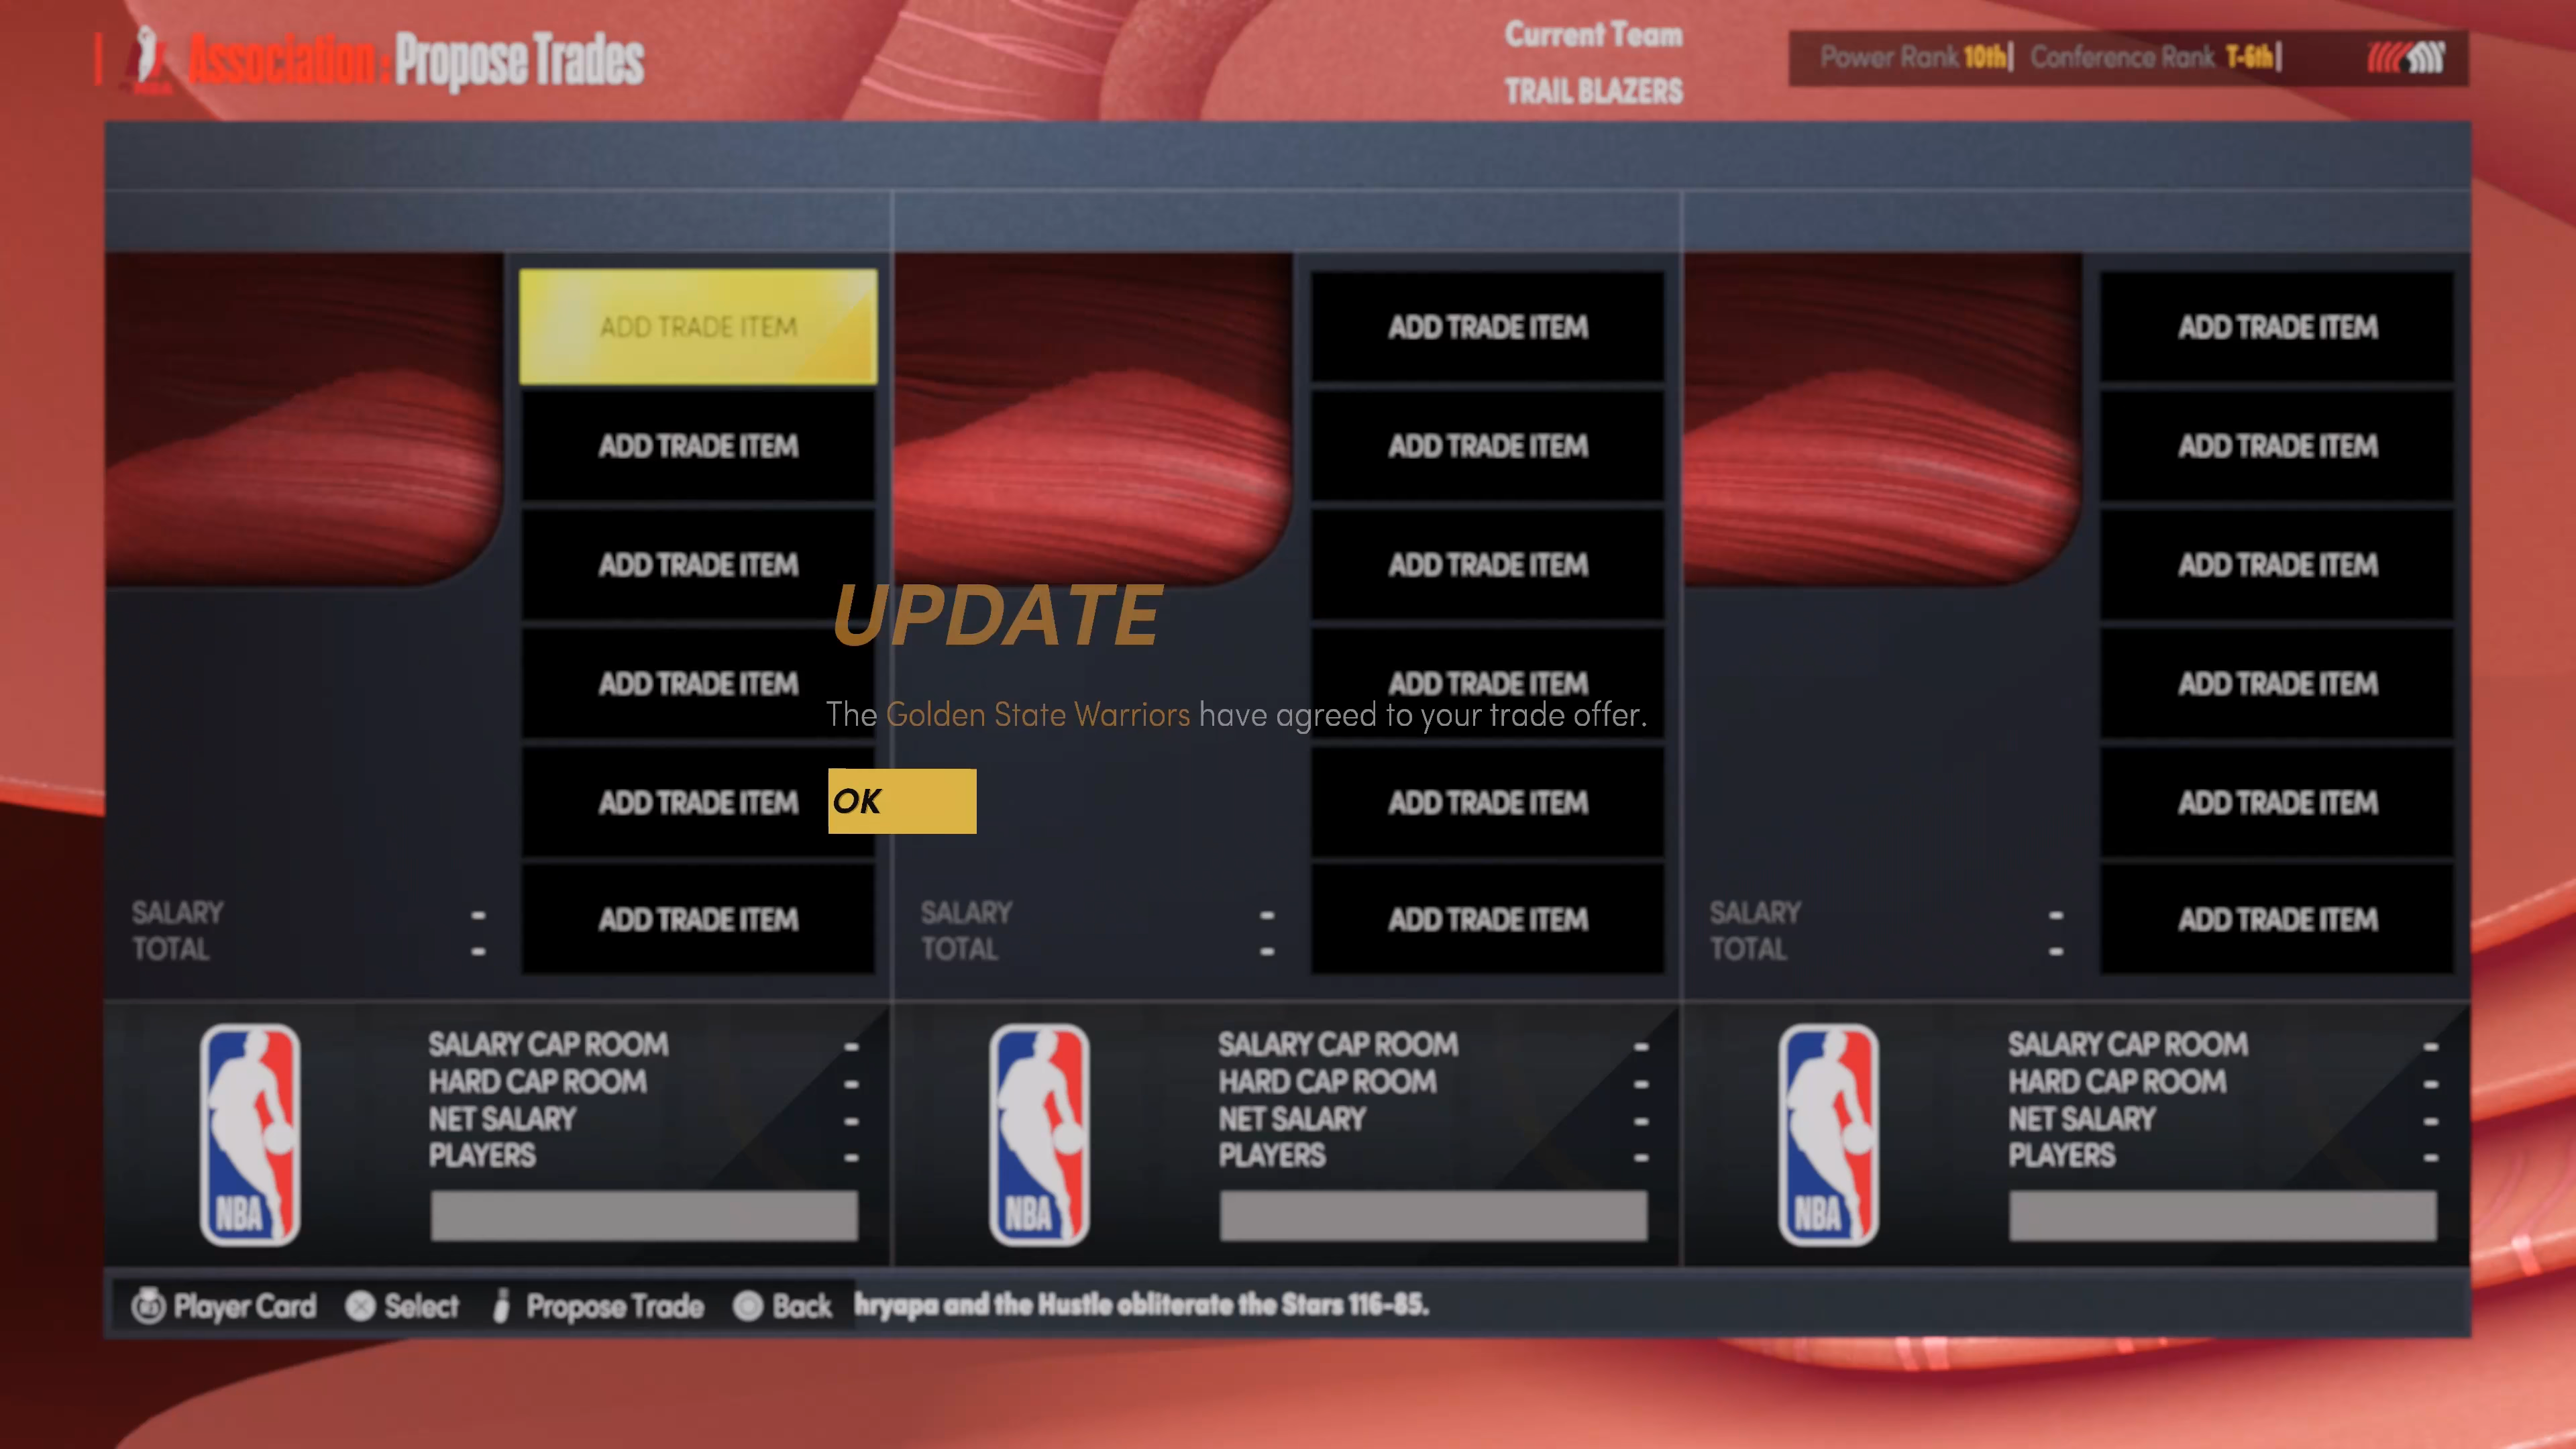 Association: Propose Trades
Current Team
TRAIL BLAZERS
Power Rank 10th| Conference Rank T-6th|
ADD TRADE ITEM
ADD TRADE ITEM
ADD TRADE ITEM
ADD TRADE ITEM
ADD TRADE ITEM
ADD TRADE ITEM
SALARY -
TOTAL -
ADD TRADE ITEM
ADD TRADE ITEM
ADD TRADE ITEM
ADD TRADE ITEM
ADD TRADE ITEM
ADD TRADE ITEM
SALARY -
TOTAL -
ADD TRADE ITEM
ADD TRADE ITEM
ADD TRADE ITEM
ADD TRADE ITEM
ADD TRADE ITEM
ADD TRADE ITEM
SALARY -
TOTAL -
UPDATE
The Golden State Warriors have agreed to your trade offer.
OK
NBA
SALARY CAP ROOM -
HARD CAP ROOM -
NET SALARY -
PLAYERS -
NBA
SALARY CAP ROOM -
HARD CAP ROOM -
NET SALARY -
PLAYERS -
NBA
SALARY CAP ROOM -
HARD CAP ROOM -
NET SALARY -
PLAYERS -
Player Card Select Propose Trade Back hryapa and the Hustle obliterate the Stars 116-85.